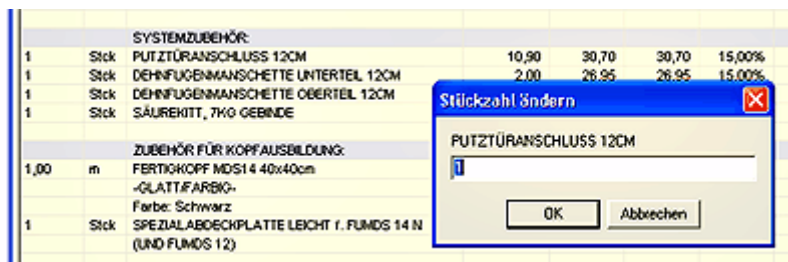 SYSTEMZUBEHÖR:
1 Stck PUTZTÜRANSCHLUSS 12CM 10,90 30,70 30,70 15,00%
1 Stck DEHNFUGENMANSCHETTE UNTERTEIL 12CM 2,00 26,95 26,95 15,00%
1 Stck DEHNFUGENMANSCHETTE OBERTEIL 12CM
1 Stck SÄUREKITT, 7KG GEBINDE
ZUBEHÖR FÜR KOPFAUSBILDUNG:
1,00 m FERTIGKOPF MDS14 40x40cm
-GLATT/FARBIG-
Farbe: Schwarz
1 Stck SPEZIALABDECKPLATTE LEICHT f. FUMDS 14 N
(UND FUMDS 12)
Stückzahl ändern
PUTZTÜRANSCHLUSS 12CM
1
OK Abbrechen